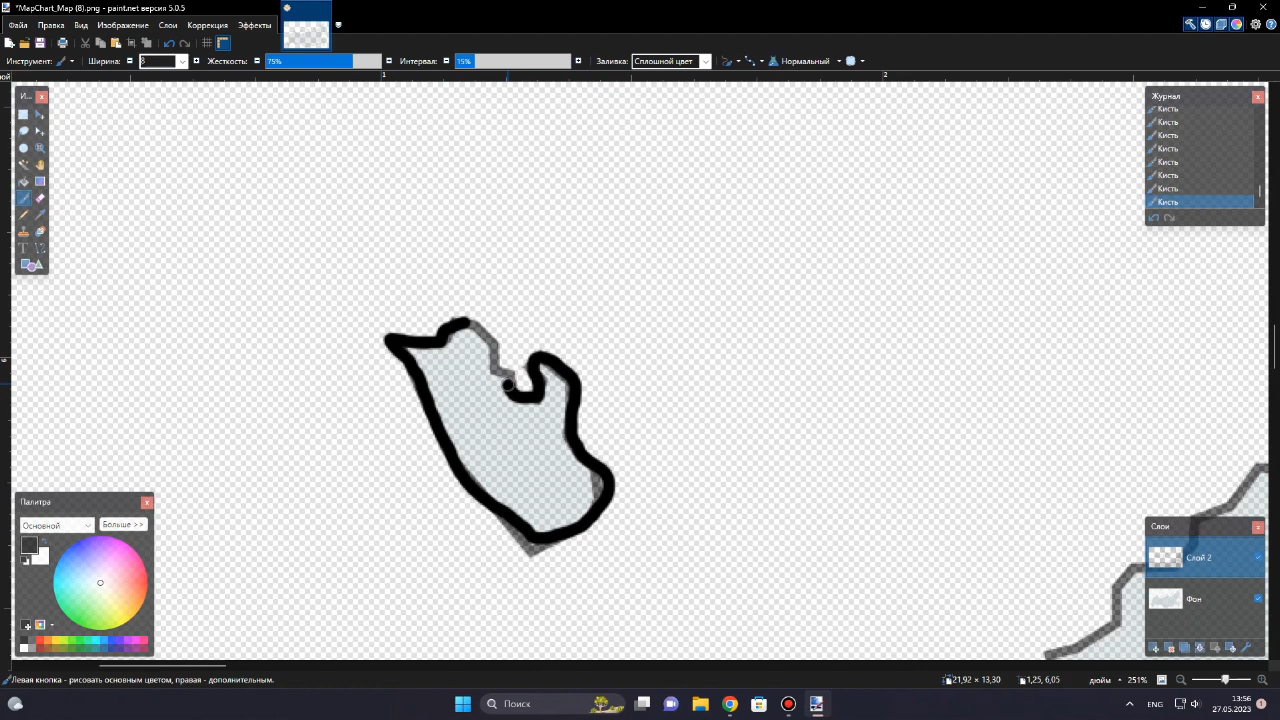 *MapChart_Map (8).png - paint.net версия 5.0.5
Файл Правка Вид Изображение Слои Коррекция Эффекты
Инструмент: Ширина: Жесткость: 75% Интервал: 15% Заливка: Сплошной цвет Нормальный
1 2
И...
Журнал
Кисть
Кисть
Кисть
Кисть
Кисть
Кисть
Кисть
Кисть
Палитра
Основной Больше >>
Слои
Слой 2
Фон
Левая кнопка - рисовать основным цветом, правая - дополнительным.
21,92 × 13,30 1,25, 6,05 дюйм 251%
Поиск
ENG
13:56
27.05.2023